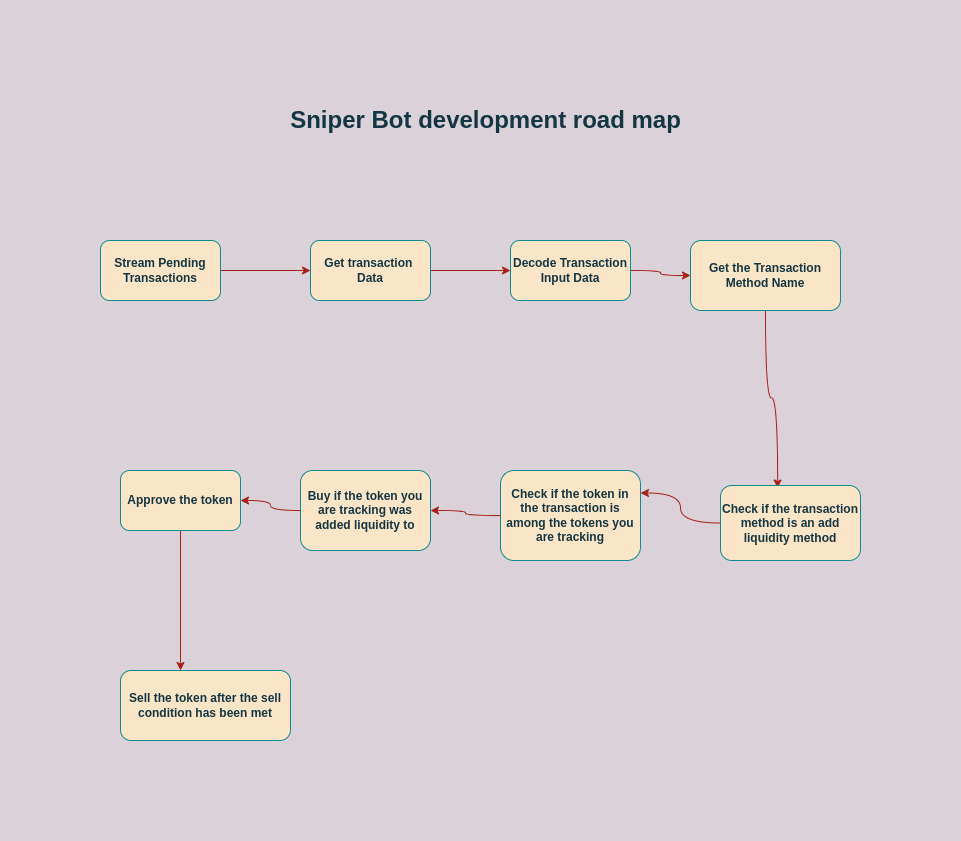 Sniper Bot development road map
Stream Pending
Transactions
Get transaction
Data
Decode Transaction
Input Data
Get the Transaction
Method Name
Check if the transaction
method is an add
liquidity method
Check if the token in
the transaction is
among the tokens you
are tracking
Buy if the token you
are tracking was
added liquidity to
Approve the token
Sell the token after the sell
condition has been met